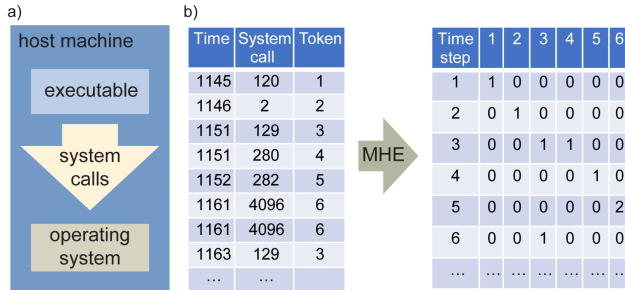 a)
host machine
executable
system
calls
operating
system
b)
Time System call Token
1145 120 1
1146 2 2
1151 129 3
1151 280 4
1152 282 5
1161 4096 6
1161 4096 6
1163 129 3
... ...
MHE
Time step 1 2 3 4 5 6
1 1 0 0 0 0 0
2 0 1 0 0 0 0
3 0 0 1 1 0 0
4 0 0 0 0 1 0
5 0 0 0 0 0 2
6 0 0 1 0 0 0
... ... ... ... ... ... ...